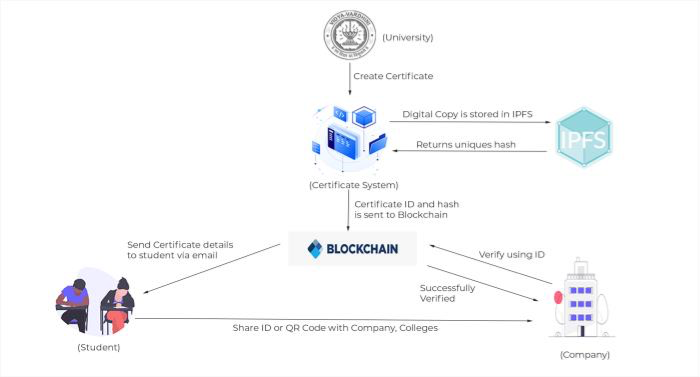 VIDYA-VARDHINI
(University)
Create Certificate
Digital Copy is stored in IPFS
IPFS
Returns uniques hash
(Certificate System)
Certificate ID and hash
is sent to Blockchain
BLOCKCHAIN
Send Certificate details
to student via email
Verify using ID
Successfully
Verified
Share ID or QR Code with Company, Colleges
(Student)
(Company)